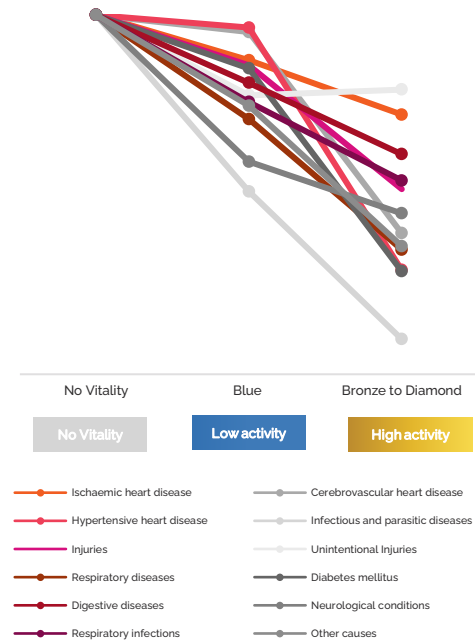 No Vitality
Blue
Bronze to Diamond
No Vitality
Low activity
High activity
Ischaemic heart disease
Cerebrovascular heart disease
Hypertensive heart disease
Infectious and parasitic diseases
Injuries
Unintentional Injuries
Respiratory diseases
Diabetes mellitus
Digestive diseases
Neurological conditions
Respiratory infections
Other causes